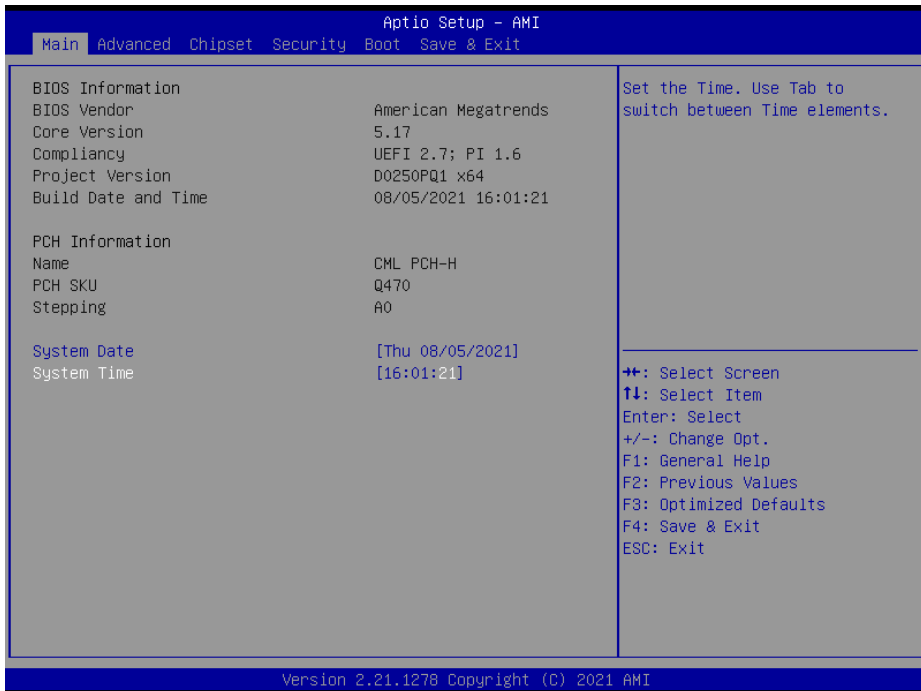 Aptio Setup - AMI
Main Advanced Chipset Security Boot Save & Exit
BIOS Information
BIOS Vendor American Megatrends
Core Version 5.17
Compliancy UEFI 2.7; PI 1.6
Project Version D0250PQ1 x64
Build Date and Time 08/05/2021 16:01:21
PCH Information
Name CML PCH-H
PCH SKU Q470
Stepping A0
System Date [Thu 08/05/2021]
System Time [16:01:21]
Set the Time. Use Tab to
switch between Time elements.
→←: Select Screen
↑↓: Select Item
Enter: Select
+/-: Change Opt.
F1: General Help
F2: Previous Values
F3: Optimized Defaults
F4: Save & Exit
ESC: Exit
Version 2.21.1278 Copyright (C) 2021 AMI